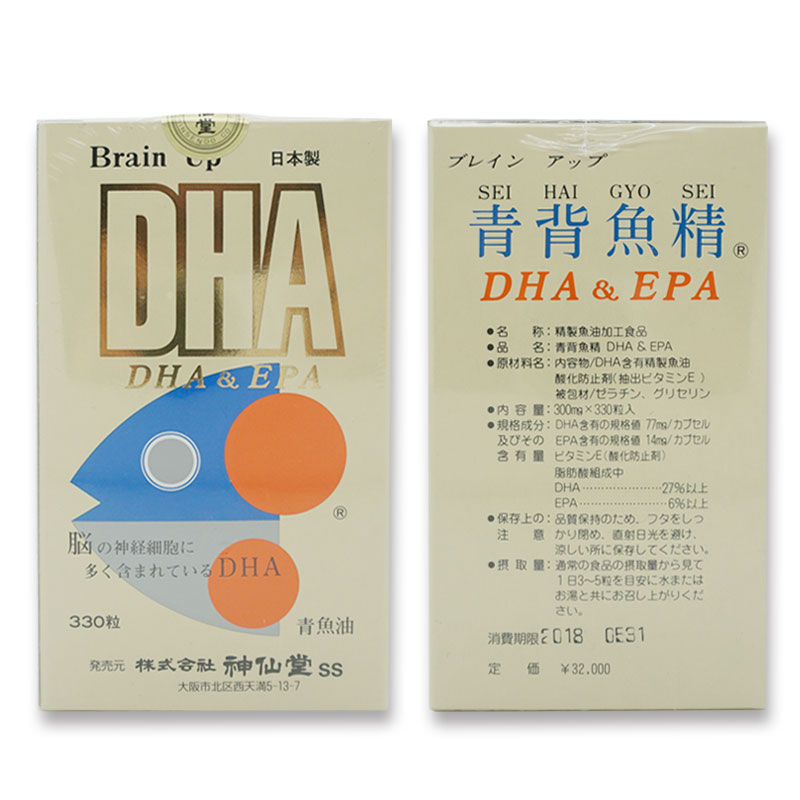 堂
Brain Up 日本製
DHA
DHA & EPA
®
脳の神経細胞に
多く含まれているDHA
330粒
青魚油
発売元 株式会社 神仙堂 SS
大阪市北区西天満5-13-7
ブレイン アップ
SEI HAI GYO SEI
青背魚精®
DHA & EPA
●名 称：精製魚油加工食品
●品 名：青背魚精 DHA & EPA
●原材料名：内容物/DHA含有精製魚油
酸化防止剤(抽出ビタミンE)
被包材/ゼラチン、グリセリン
●内 容 量：300mg×330粒入
●規格成分：DHA含有の規格値 77mg/カプセル
及びその EPA含有の規格値 14mg/カプセル
含 有 量 ビタミンE(酸化防止剤)
脂肪酸組成中
DHA…………………27%以上
EPA…………………6%以上
●保存上の：品質保持のため、フタをしっ
注 意 かり閉め、直射日光を避け、
涼しい所に保存してください。
●摂 取 量：通常の食品の摂取量から見て
1日3~5粒を目安に水または
お湯と共にお召し上がりくだ
さい。
消費期限 2018 0531
定 価 ¥32,000